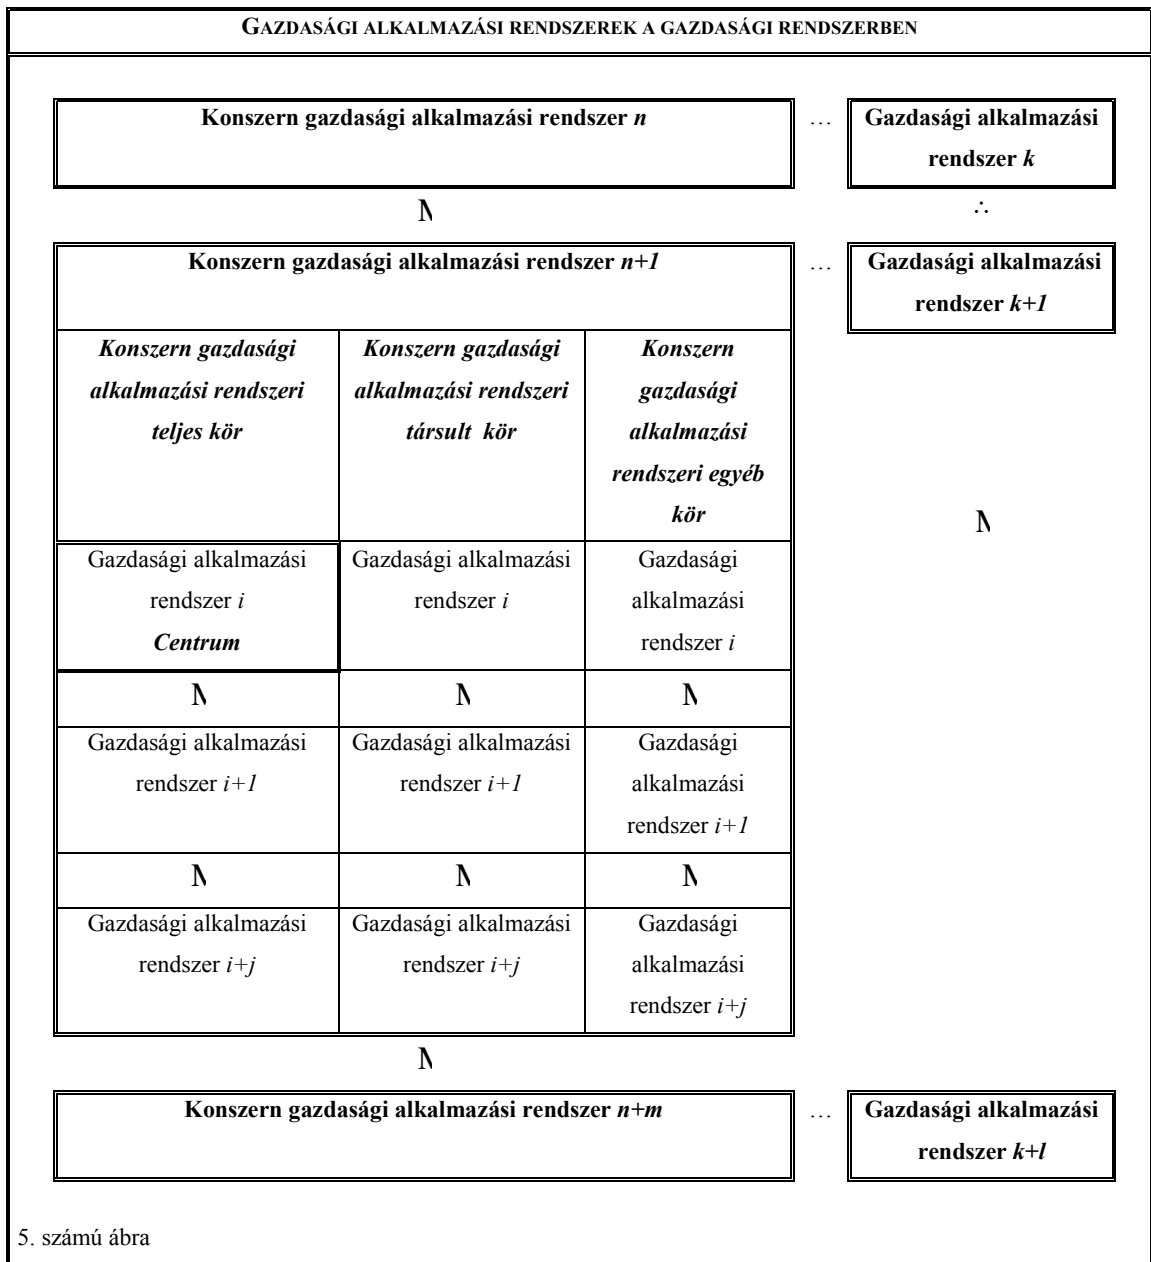 GAZDASÁGI ALKALMAZÁSI RENDSZEREK A GAZDASÁGI RENDSZERBEN
Konszern gazdasági alkalmazási rendszer n
…
Gazdasági alkalmazási
rendszer k
M
∴
Konszern gazdasági alkalmazási rendszer n+1
…
Gazdasági alkalmazási
rendszer k+1
Konszern gazdasági
alkalmazási rendszeri
teljes kör
Konszern gazdasági
alkalmazási rendszeri
társult kör
Konszern
gazdasági
alkalmazási
rendszeri egyéb
kör
M
Gazdasági alkalmazási
rendszer i
Centrum
Gazdasági alkalmazási
rendszer i
Gazdasági
alkalmazási
rendszer i
M
M
M
Gazdasági alkalmazási
rendszer i+1
Gazdasági alkalmazási
rendszer i+1
Gazdasági
alkalmazási
rendszer i+1
M
M
M
Gazdasági alkalmazási
rendszer i+j
Gazdasági alkalmazási
rendszer i+j
Gazdasági
alkalmazási
rendszer i+j
M
Konszern gazdasági alkalmazási rendszer n+m
…
Gazdasági alkalmazási
rendszer k+l
5. számú ábra